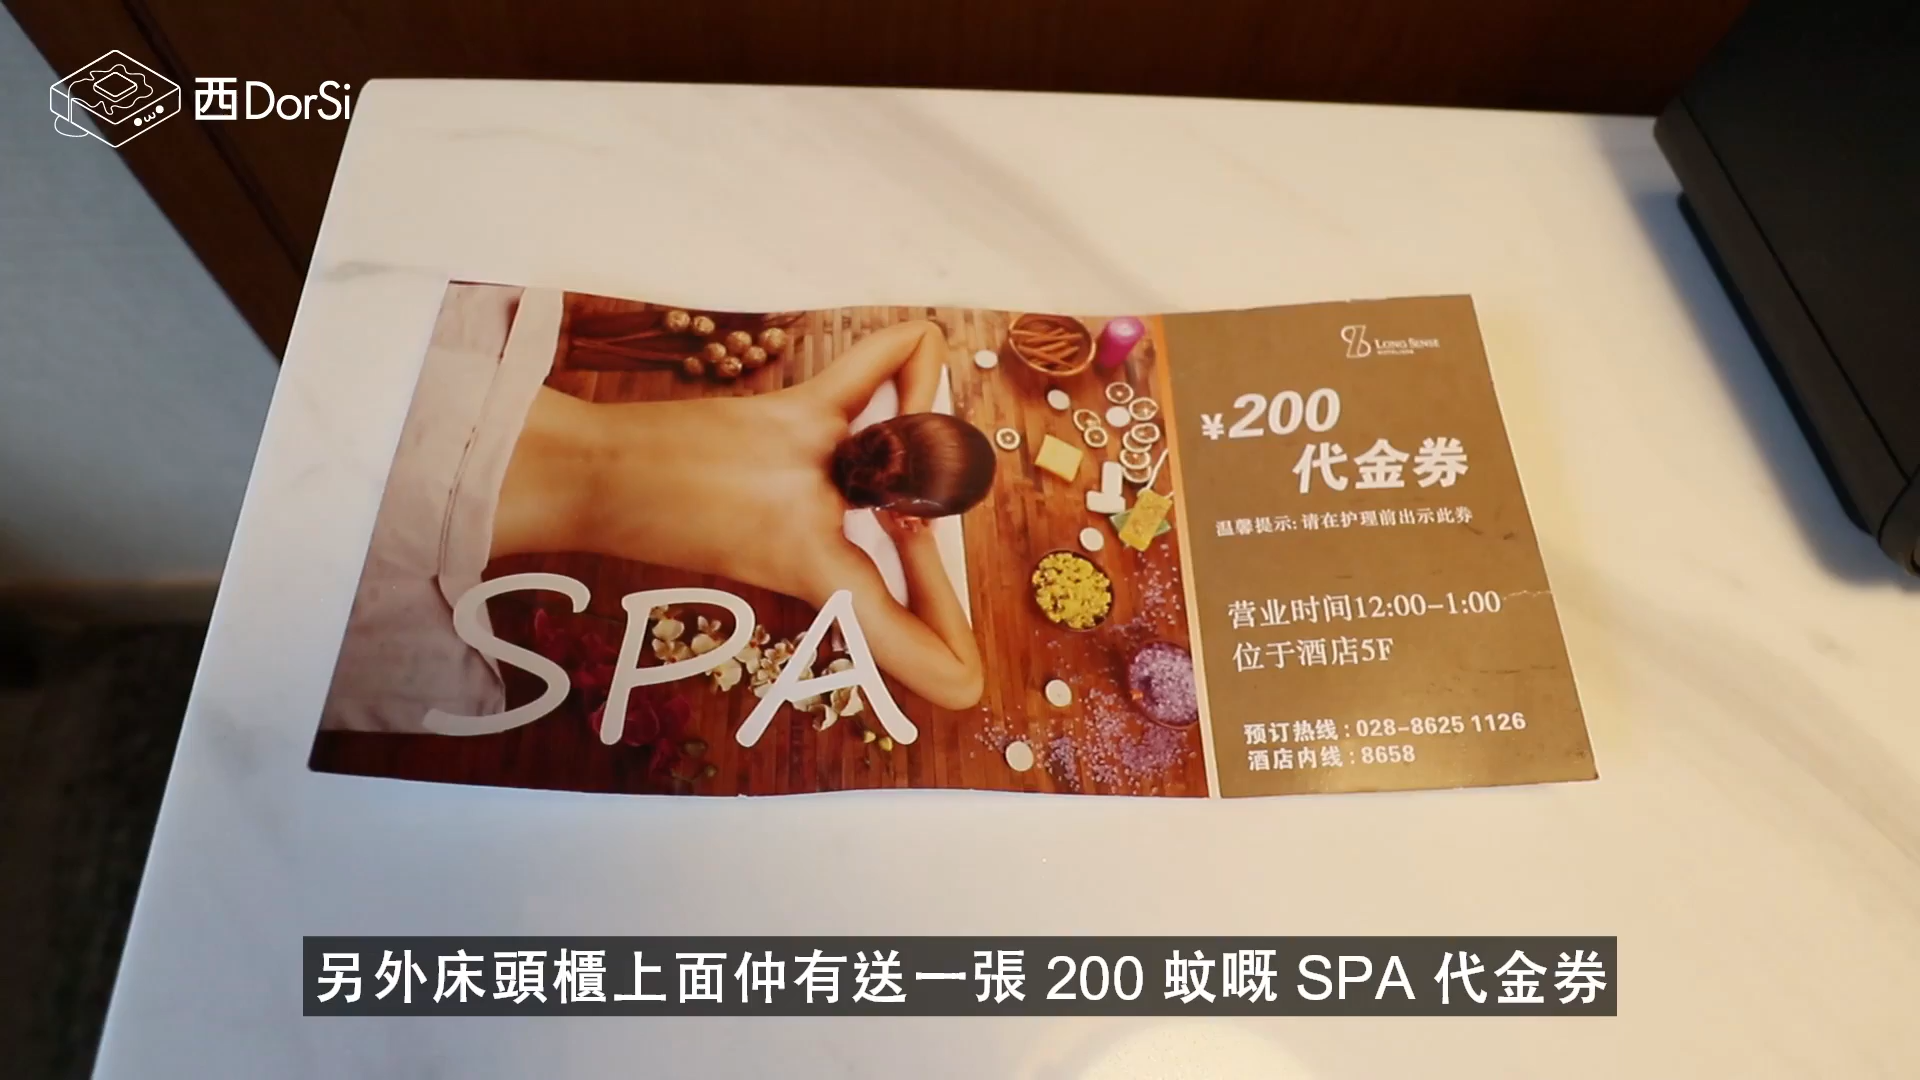 西DorSi
LONG SENSE
¥200
代金券
温馨提示:请在护理前出示此券
营业时间12:00-1:00
位于酒店5F
预订热线:028-8625 1126
酒店内线:8658
SPA
另外床頭櫃上面仲有送一張 200 蚊嘅 SPA 代金券